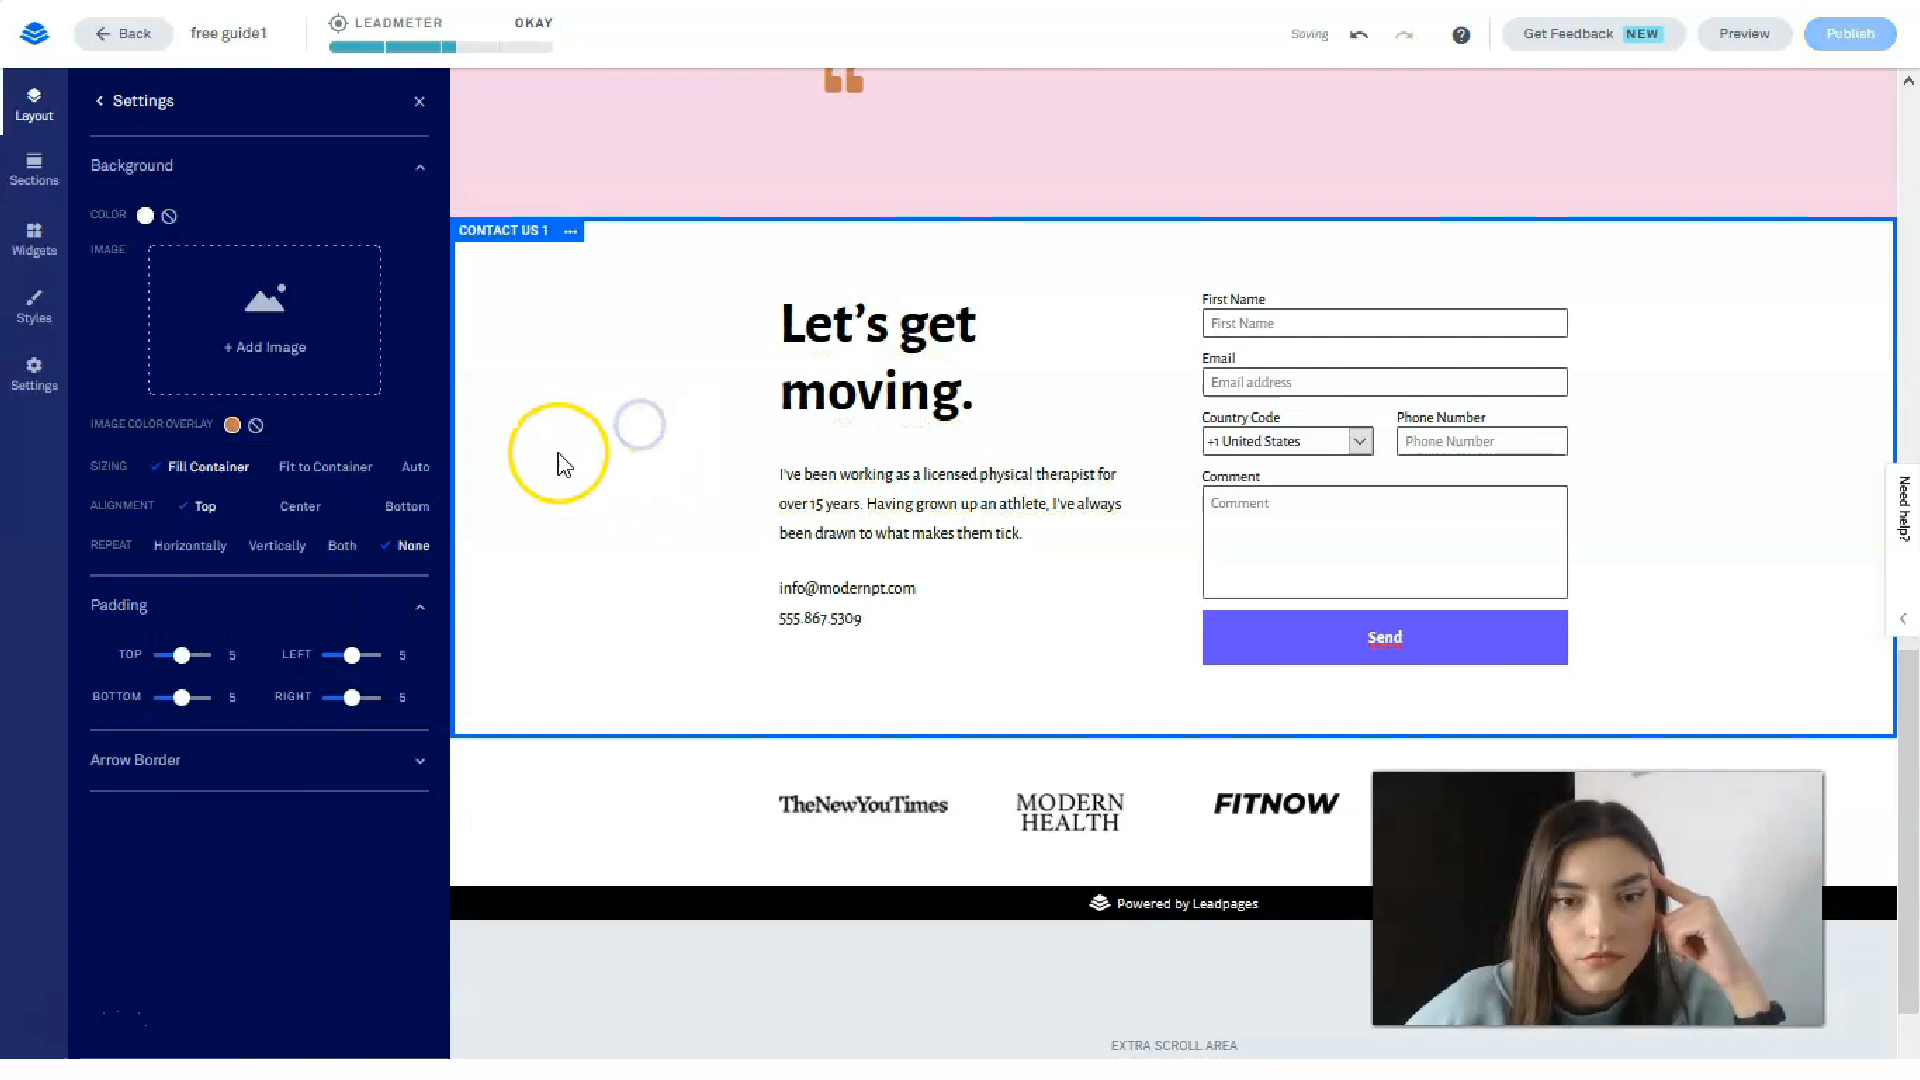 Back
free guide1
LEADMETER
OKAY
Saving
Get Feedback NEW
Preview
Publish
Layout
Sections
Widgets
Styles
Settings
Settings
Background
COLOR
IMAGE
+ Add Image
IMAGE COLOR OVERLAY
SIZING Fill Container Fit to Container Auto
ALIGNMENT Top Center Bottom
REPEAT Horizontally Vertically Both None
Padding
TOP 5 LEFT 5
BOTTOM 5 RIGHT 5
Arrow Border
“
CONTACT US 1 ...
Let’s get
moving.
I've been working as a licensed physical therapist for
over 15 years. Having grown up an athlete, I've always
been drawn to what makes them tick.
info@modernpt.com
555.867.5309
First Name
First Name
Email
Email address
Country Code Phone Number
+1 United States Phone Number
Comment
Comment
Send
Need help?
TheNewYouTimes
MODERN
HEALTH
FITNOW
Powered by Leadpages
EXTRA SCROLL AREA